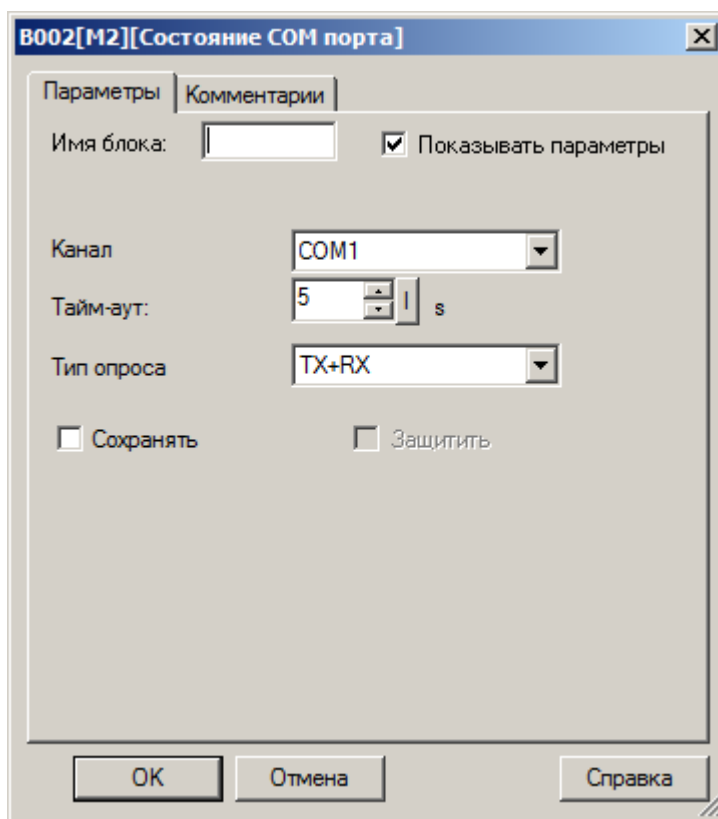 B002[M2][Состояние COM порта]
Параметры Комментарии
Имя блока: Показывать параметры
Канал COM1
Тайм-аут: 5 I s
Тип опроса TX+RX
Сохранять Защитить
OK Отмена Справка